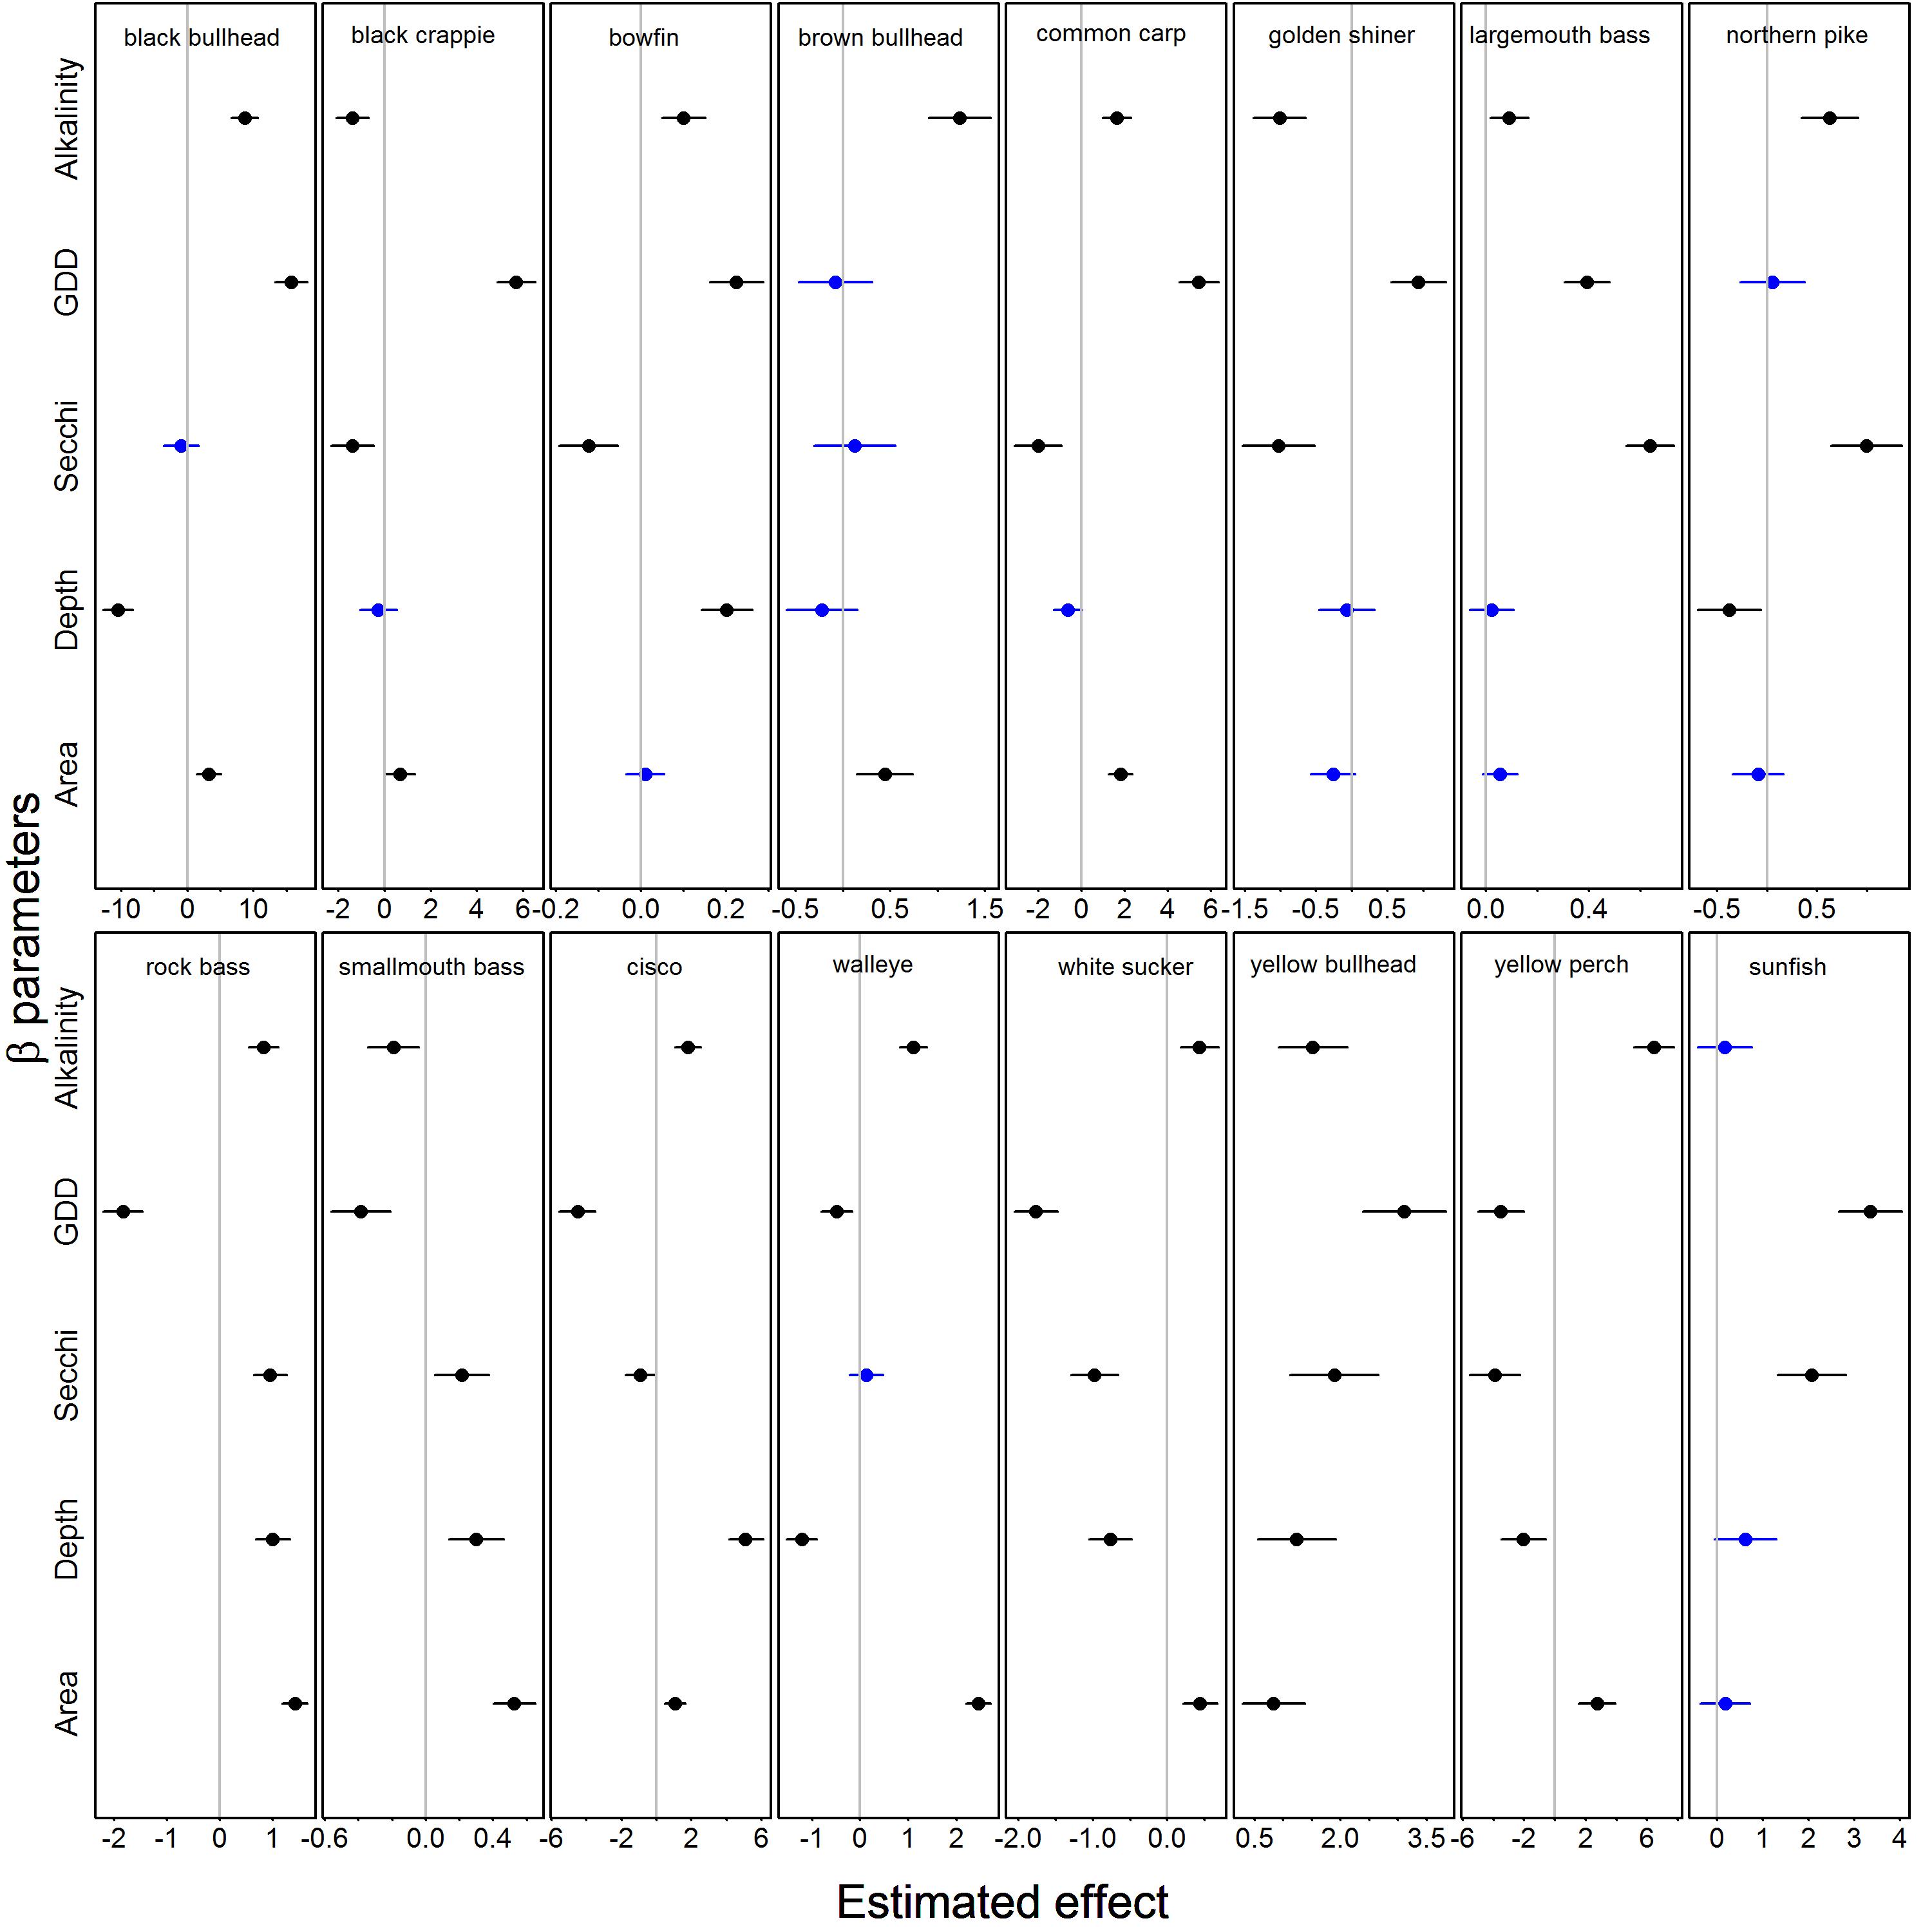 black bullhead
black crappie
bowfin
brown bullhead
common carp
golden shiner
largemouth bass
northern pike
Alkalinity
GDD
Secchi
Depth
Area
-10 0 10
-2 0 2 4 6
-0.2 0.0 0.2
-0.5 0.5 1.5
-2 0 2 4 6
-1.5 -0.5 0.5
0.0 0.4
-0.5 0.5
β parameters
rock bass
smallmouth bass
cisco
walleye
white sucker
yellow bullhead
yellow perch
sunfish
Alkalinity
GDD
Secchi
Depth
Area
-2 -1 0 1
-0.6 0.0 0.4
-6 -2 2 6
-1 0 1 2
-2.0 -1.0 0.0
0.5 2.0 3.5
-6 -2 2 6
0 1 2 3 4
Estimated effect